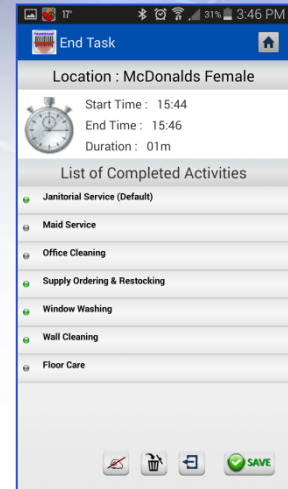 17° 31% 3:46 PM
End Task
Location : McDonalds Female
Start Time : 15:44
End Time : 15:46
Duration : 01m
List of Completed Activities
Janitorial Service (Default)
Maid Service
Office Cleaning
Supply Ordering & Restocking
Window Washing
Wall Cleaning
Floor Care
SAVE